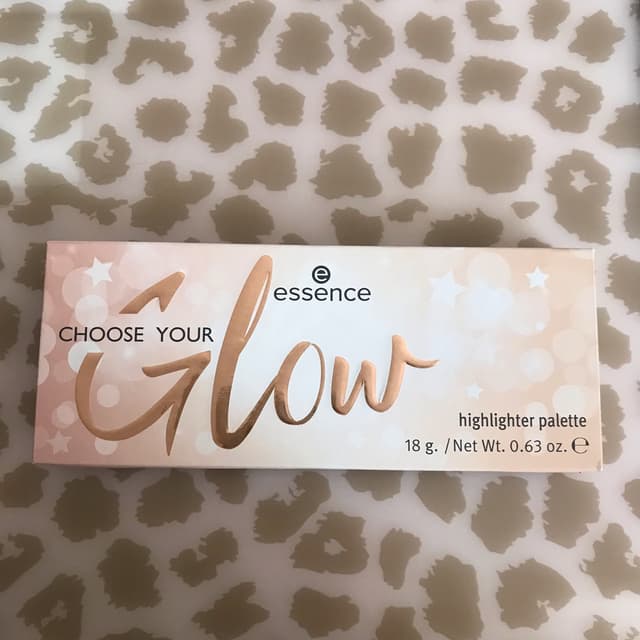 essence
CHOOSE YOUR
Glow
highlighter palette
18 g. / Net Wt. 0.63 oz. ℮